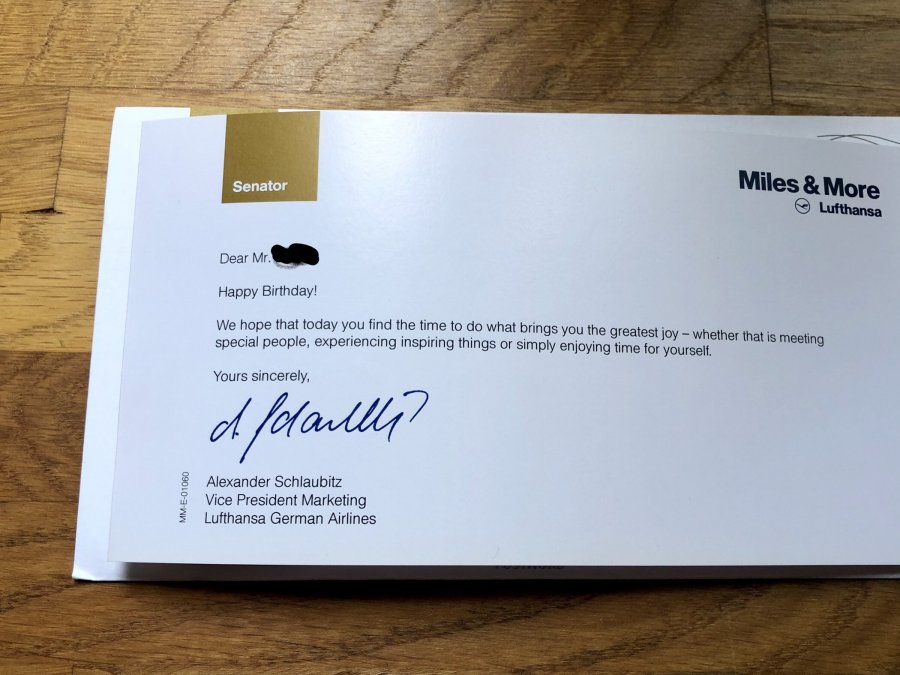 Senator
Miles & More
Lufthansa
Dear Mr.
Happy Birthday!
We hope that today you find the time to do what brings you the greatest joy – whether that is meeting
special people, experiencing inspiring things or simply enjoying time for yourself.
Yours sincerely,
Alexander Schlaubitz
Vice President Marketing
Lufthansa German Airlines
MM-E-01060